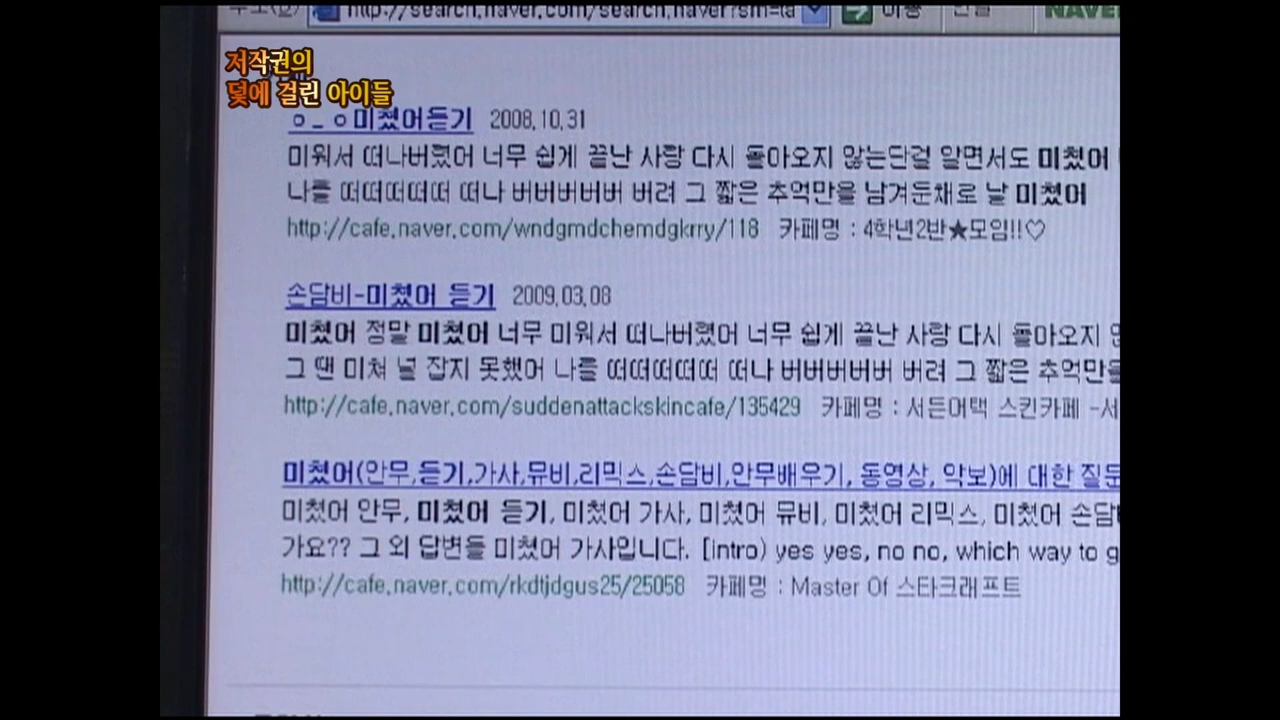 http://search.naver.com/search.naver?sm=ta
NAVE
저작권의
덫에 걸린 아이들
ㅇ_ㅇ미쳤어듣기 2008.10.31
미워서 떠나버렸어 너무 쉽게 끝난 사랑 다시 돌아오지 않는단걸 알면서도 미쳤어
나를 떠떠떠떠떠 떠나 버버버버버 버려 그 짧은 추억만을 남겨둔채로 날 미쳤어
http://cafe.naver.com/wndgmdchemdgkrry/118 카페명 : 4학년2반★모임!!♡
손담비-미쳤어 듣기 2009.03.08
미쳤어 정말 미쳤어 너무 미워서 떠나버렸어 너무 쉽게 끝난 사랑 다시 돌아오지
그 땐 미쳐 널 잡지 못했어 나를 떠떠떠떠떠 떠나 버버버버버 버려 그 짧은 추억만을
http://cafe.naver.com/suddenattackskincafe/135429 카페명 : 서든어택 스킨카페 -서
미쳤어(안무,듣기,가사,뮤비,리믹스,손담비,안무배우기, 동영상, 악보)에 대한 질문
미쳤어 안무, 미쳤어 듣기, 미쳤어 가사, 미쳤어 뮤비, 미쳤어 리믹스, 미쳤어 손담비
가요?? 그 외 답변들 미쳤어 가사입니다. [intro) yes yes, no no, which way to g
http://cafe.naver.com/rkdtjdgus25/25058 카페명 : Master Of 스타크래프트